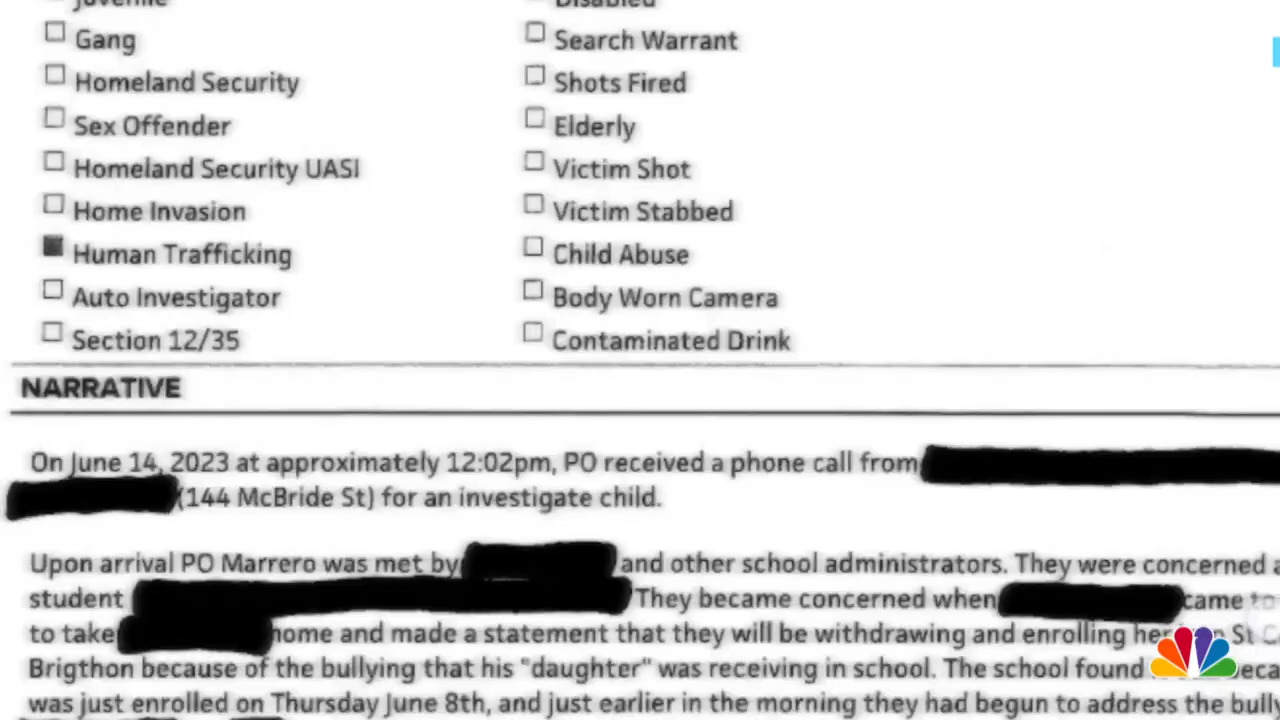 Gang
Search Warrant
Homeland Security
Shots Fired
Sex Offender
Elderly
Homeland Security UASI
Victim Shot
Home Invasion
Victim Stabbed
Human Trafficking
Child Abuse
Auto Investigator
Body Worn Camera
Section 12/35
Contaminated Drink
NARRATIVE
On June 14, 2023 at approximately 12:02pm, PO received a phone call from
(144 McBride St) for an investigate child.
Upon arrival PO Marrero was met by and other school administrators. They were concerned
student They became concerned when came to
to take home and made a statement that they will be withdrawing and enrolling St
Brigthon because of the bullying that his "daughter" was receiving in school. The school found
was just enrolled on Thursday June 8th, and just earlier in the morning they had begun to address the